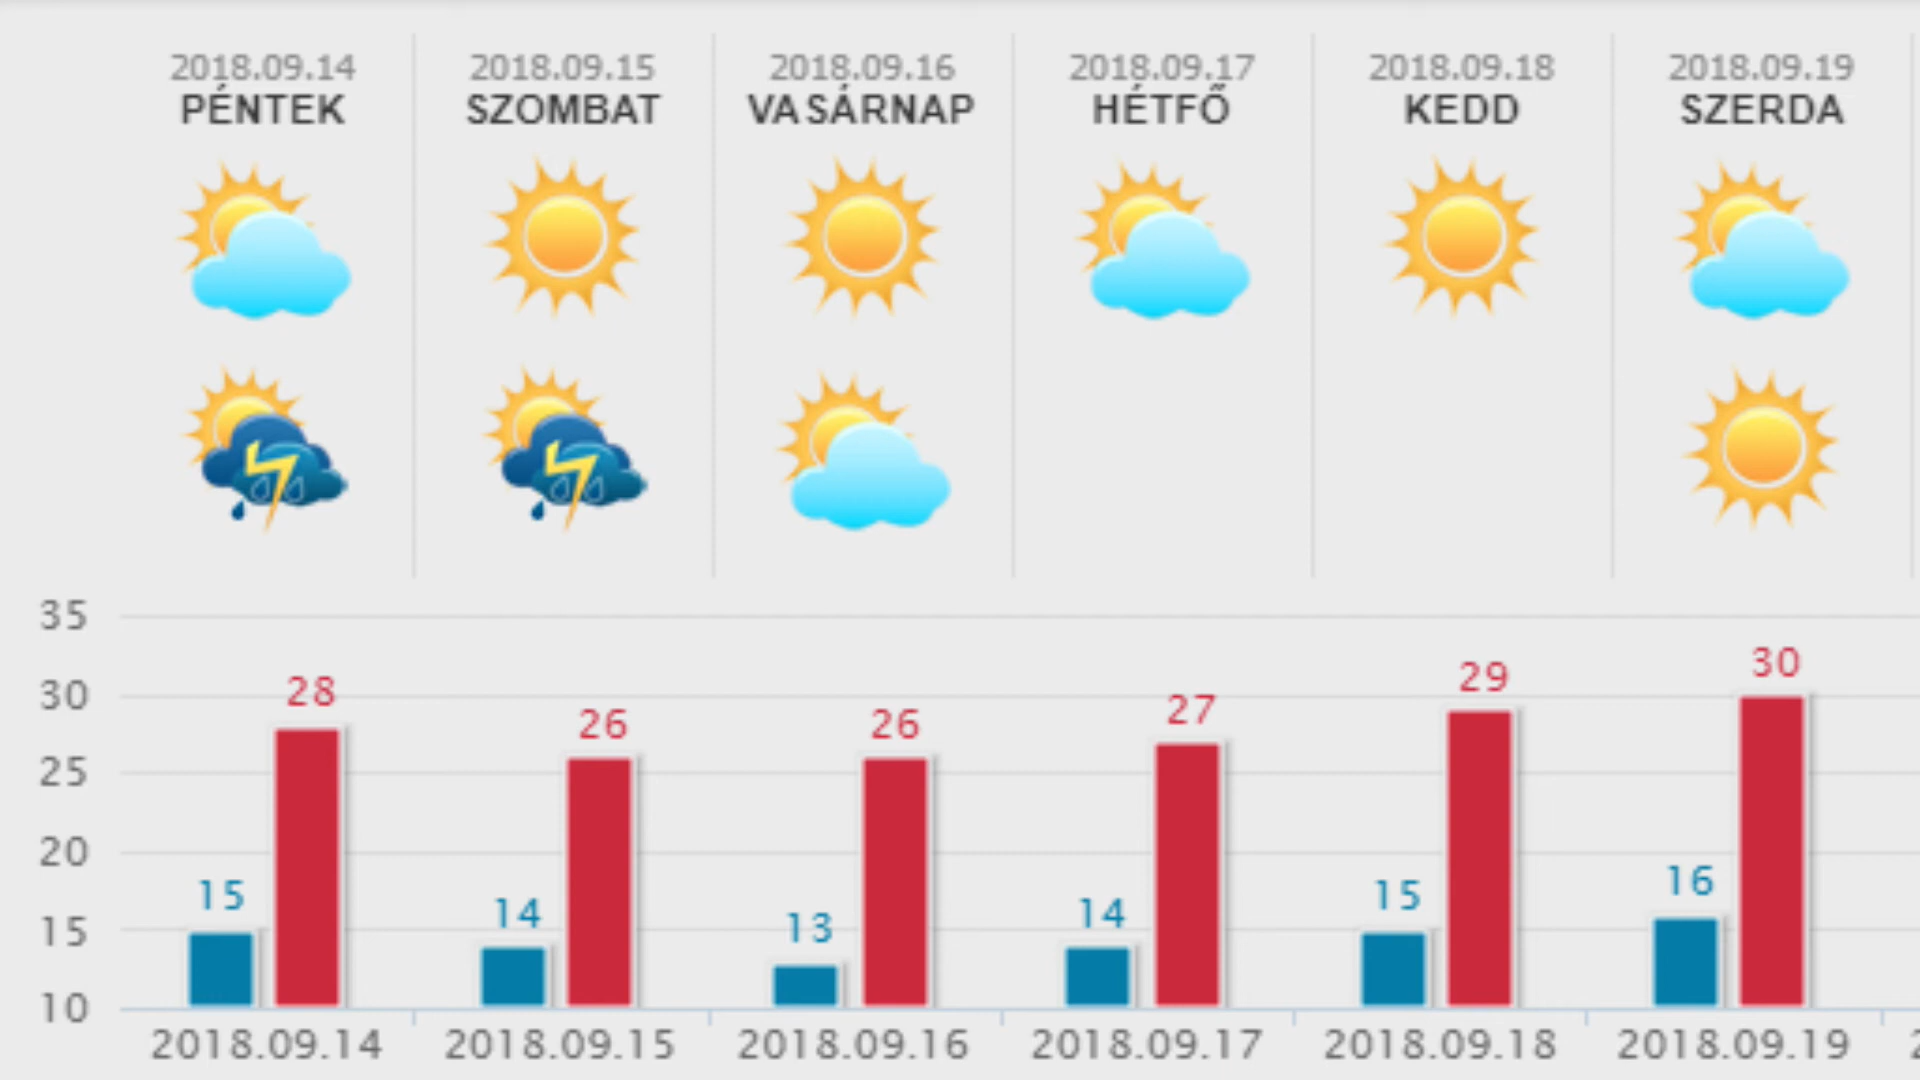 2018.09.14 2018.09.15 2018.09.16 2018.09.17 2018.09.18 2018.09.19
PÉNTEK SZOMBAT VASÁRNAP HÉTFŐ KEDD SZERDA
35
30
25
20
15
10
28 26 26 27 29 30
15 14 13 14 15 16
2018.09.14 2018.09.15 2018.09.16 2018.09.17 2018.09.18 2018.09.19